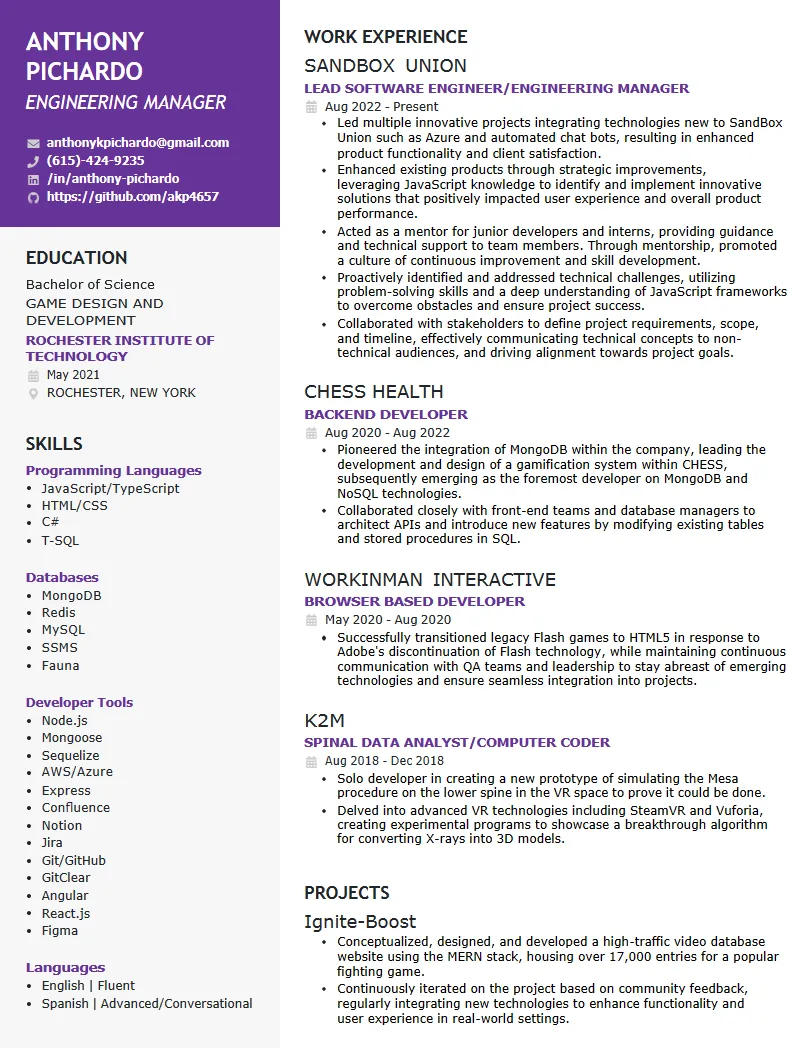 ANTHONY
PICHARDO
ENGINEERING MANAGER
anthonykpichardo@gmail.com
(615)-424-9235
/in/anthony-pichardo
https://github.com/akp4657
EDUCATION
Bachelor of Science
GAME DESIGN AND
DEVELOPMENT
ROCHESTER INSTITUTE OF
TECHNOLOGY
May 2021
ROCHESTER, NEW YORK
SKILLS
Programming Languages
• JavaScript/TypeScript
• HTML/CSS
• C#
• T-SQL
Databases
• MongoDB
• Redis
• MySQL
• SSMS
• Fauna
Developer Tools
• Node.js
• Mongoose
• Sequelize
• AWS/Azure
• Express
• Confluence
• Notion
• Jira
• Git/GitHub
• GitClear
• Angular
• React.js
• Figma
Languages
• English | Fluent
• Spanish | Advanced/Conversational
WORK EXPERIENCE
SANDBOX UNION
LEAD SOFTWARE ENGINEER/ENGINEERING MANAGER
Aug 2022 - Present
• Led multiple innovative projects integrating technologies new to SandBox
Union such as Azure and automated chat bots, resulting in enhanced
product functionality and client satisfaction.
• Enhanced existing products through strategic improvements,
leveraging JavaScript knowledge to identify and implement innovative
solutions that positively impacted user experience and overall product
performance.
• Acted as a mentor for junior developers and interns, providing guidance
and technical support to team members. Through mentorship, promoted
a culture of continuous improvement and skill development.
• Proactively identified and addressed technical challenges, utilizing
problem-solving skills and a deep understanding of JavaScript frameworks
to overcome obstacles and ensure project success.
• Collaborated with stakeholders to define project requirements, scope,
and timeline, effectively communicating technical concepts to non-
technical audiences, and driving alignment towards project goals.
CHESS HEALTH
BACKEND DEVELOPER
Aug 2020 - Aug 2022
• Pioneered the integration of MongoDB within the company, leading the
development and design of a gamification system within CHESS,
subsequently emerging as the foremost developer on MongoDB and
NoSQL technologies.
• Collaborated closely with front-end teams and database managers to
architect APIs and introduce new features by modifying existing tables
and stored procedures in SQL.
WORKINMAN INTERACTIVE
BROWSER BASED DEVELOPER
May 2020 - Aug 2020
• Successfully transitioned legacy Flash games to HTML5 in response to
Adobe's discontinuation of Flash technology, while maintaining continuous
communication with QA teams and leadership to stay abreast of emerging
technologies and ensure seamless integration into projects.
K2M
SPINAL DATA ANALYST/COMPUTER CODER
Aug 2018 - Dec 2018
• Solo developer in creating a new prototype of simulating the Mesa
procedure on the lower spine in the VR space to prove it could be done.
• Delved into advanced VR technologies including SteamVR and Vuforia,
creating experimental programs to showcase a breakthrough algorithm
for converting X-rays into 3D models.
PROJECTS
Ignite-Boost
• Conceptualized, designed, and developed a high-traffic video database
website using the MERN stack, housing over 17,000 entries for a popular
fighting game.
• Continuously iterated on the project based on community feedback,
regularly integrating new technologies to enhance functionality and
user experience in real-world settings.